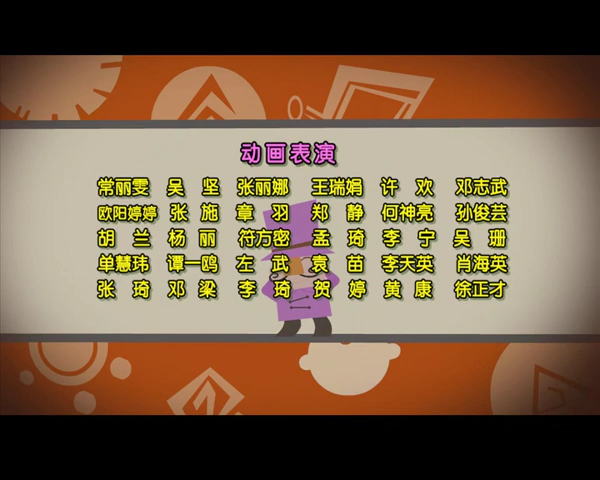 动画表演
常丽雯 吴 坚 张丽娜 王瑞娟 许 欢 邓志武
欧阳婷婷 张 施 章 羽 郑 静 何神亮 孙俊芸
胡 兰 杨 丽 符方密 孟 琦 李 宁 吴 珊
单慧玮 谭一鸥 左 武 袁 苗 李天英 肖海英
张 琦 邓 梁 李 琦 贺 婷 黄 康 徐正才